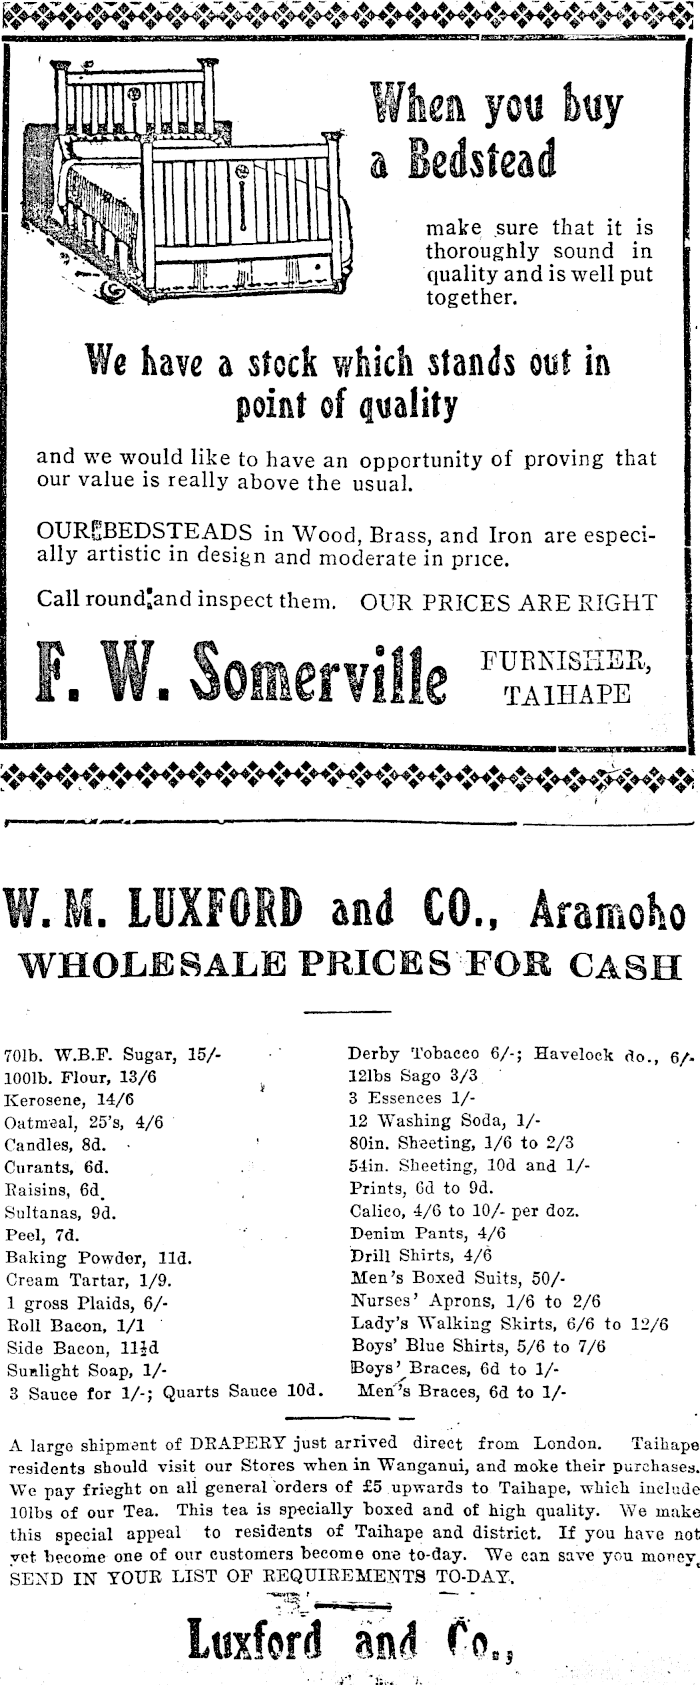 When you buy
a Bedstead
make sure that it is
thoroughly sound in
quality and is well put
together.
We have a stock which stands out in
point of quality
and we would like to have an opportunity of proving that
our value is really above the usual.
OUR BEDSTEADS in Wood, Brass, and Iron are especi-
ally artistic in design and moderate in price.
Call round and inspect them. OUR PRICES ARE RIGHT
F. W. Somerville FURNISHER,
TAIHAPE
W. M. LUXFORD and CO., Aramoho
WHOLESALE PRICES FOR CASH
70lb. W.B.F. Sugar, 15/-
100lb. Flour, 13/6
Kerosene, 14/6
Oatmeal, 25's, 4/6
Candles, 8d.
Curants, 6d.
Raisins, 6d.
Sultanas, 9d.
Peel, 7d.
Baking Powder, 11d.
Cream Tartar, 1/9.
1 gross Plaids, 6/-
Roll Bacon, 1/1
Side Bacon, 11½d
Sunlight Soap, 1/-
3 Sauce for 1/-; Quarts Sauce 10d.
Derby Tobacco 6/-; Havelock do., 6/-
12lbs Sago 3/3
3 Essences 1/-
12 Washing Soda, 1/-
80in. Sheeting, 1/6 to 2/3
54in. Sheeting, 10d and 1/-
Prints, 6d to 9d.
Calico, 4/6 to 10/- per doz.
Denim Pants, 4/6
Drill Shirts, 4/6
Men's Boxed Suits, 50/-
Nurses' Aprons, 1/6 to 2/6
Lady's Walking Skirts, 6/6 to 12/6
Boys' Blue Shirts, 5/6 to 7/6
Boys' Braces, 6d to 1/-
Men's Braces, 6d to 1/-
A large shipment of DRAPERY just arrived direct from London. Taihape
residents should visit our Stores when in Wanganui, and moke their purchases.
We pay frieght on all general orders of £5 upwards to Taihape, which include
10lbs of our Tea. This tea is specially boxed and of high quality. We make
this special appeal to residents of Taihape and district. If you have not
yet become one of our customers become one to-day. We can save you money.
SEND IN YOUR LIST OF REQUIREMENTS TO-DAY.
Luxford and Co.,